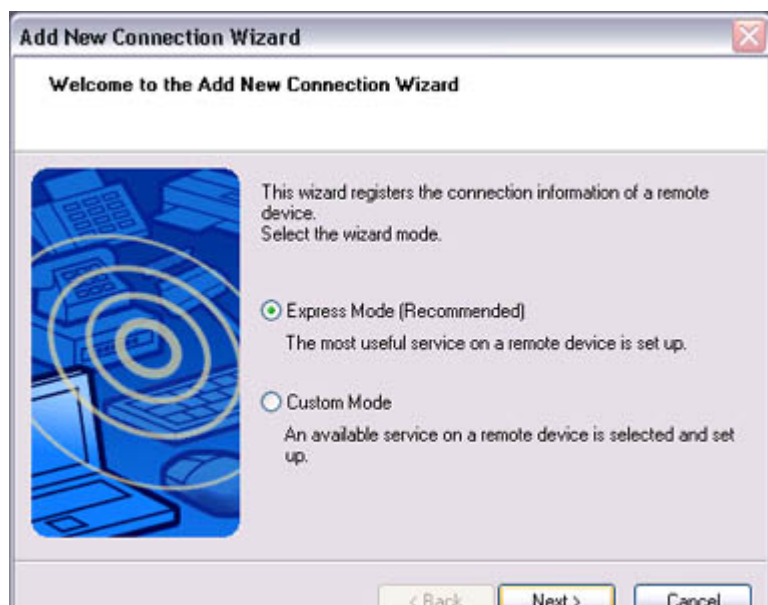 Add New Connection Wizard
Welcome to the Add New Connection Wizard
This wizard registers the connection information of a remote
device.
Select the wizard mode.
Express Mode (Recommended)
The most useful service on a remote device is set up.
Custom Mode
An available service on a remote device is selected and set
up.
< Back Next > Cancel